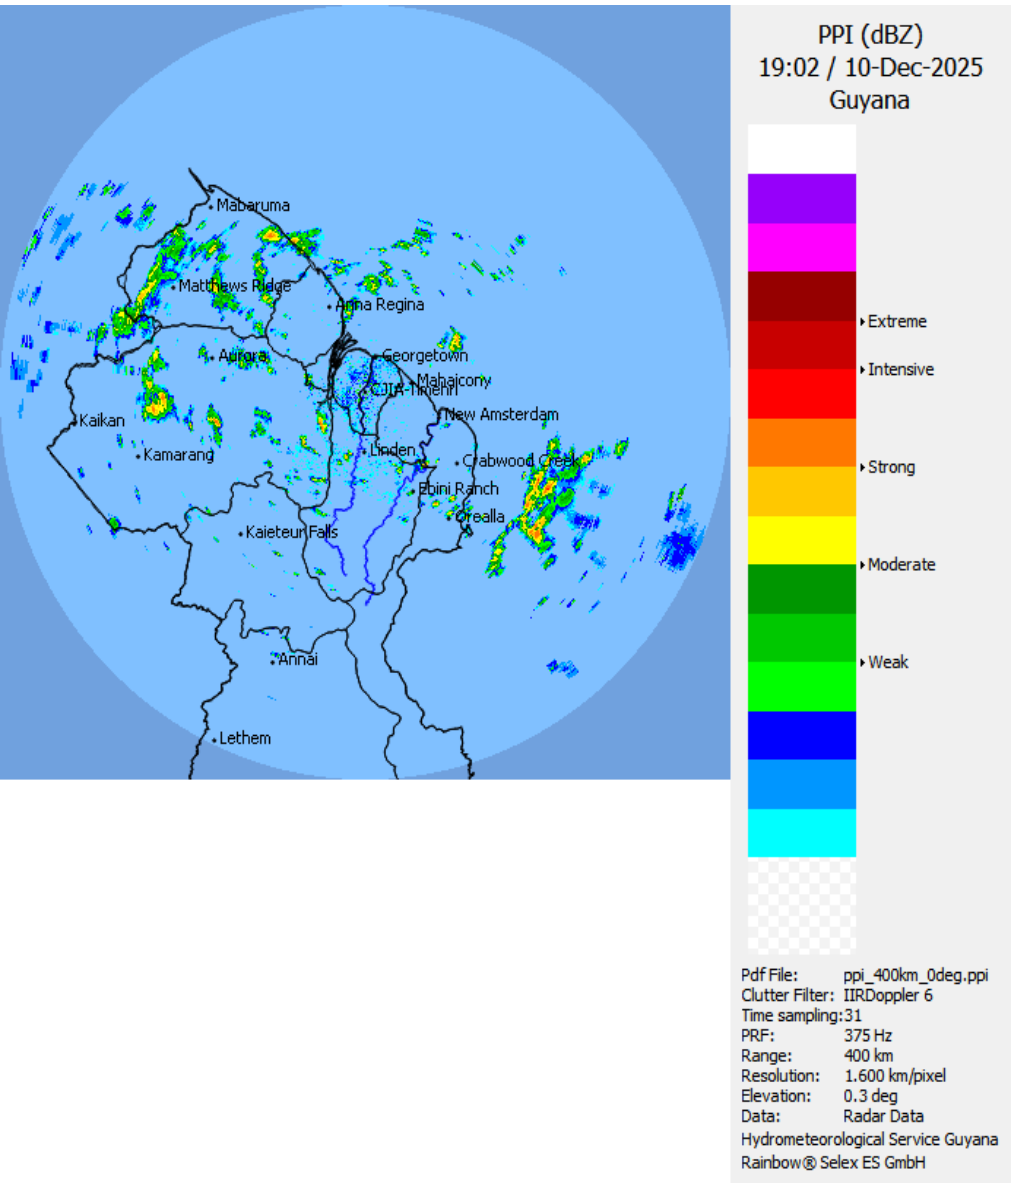 PPI (dBZ)
19:02 / 10-Dec-2025
Guyana
Mabaruma
Matthews Ridge
Anna Regina
Aurora
Georgetown
Mahaicony
CJIA-Timehri
New Amsterdam
Kaikan
Kamarang
Linden
Crabwood Creek
Ebini Ranch
Orealla
Kaieteur Falls
Annai
Lethem
Extreme
Intensive
Strong
Moderate
Weak
Pdf File: ppi_400km_0deg.ppi
Clutter Filter: IIRDoppler 6
Time sampling:31
PRF: 375 Hz
Range: 400 km
Resolution: 1.600 km/pixel
Elevation: 0.3 deg
Data: Radar Data
Hydrometeorological Service Guyana
Rainbow® Selex ES GmbH